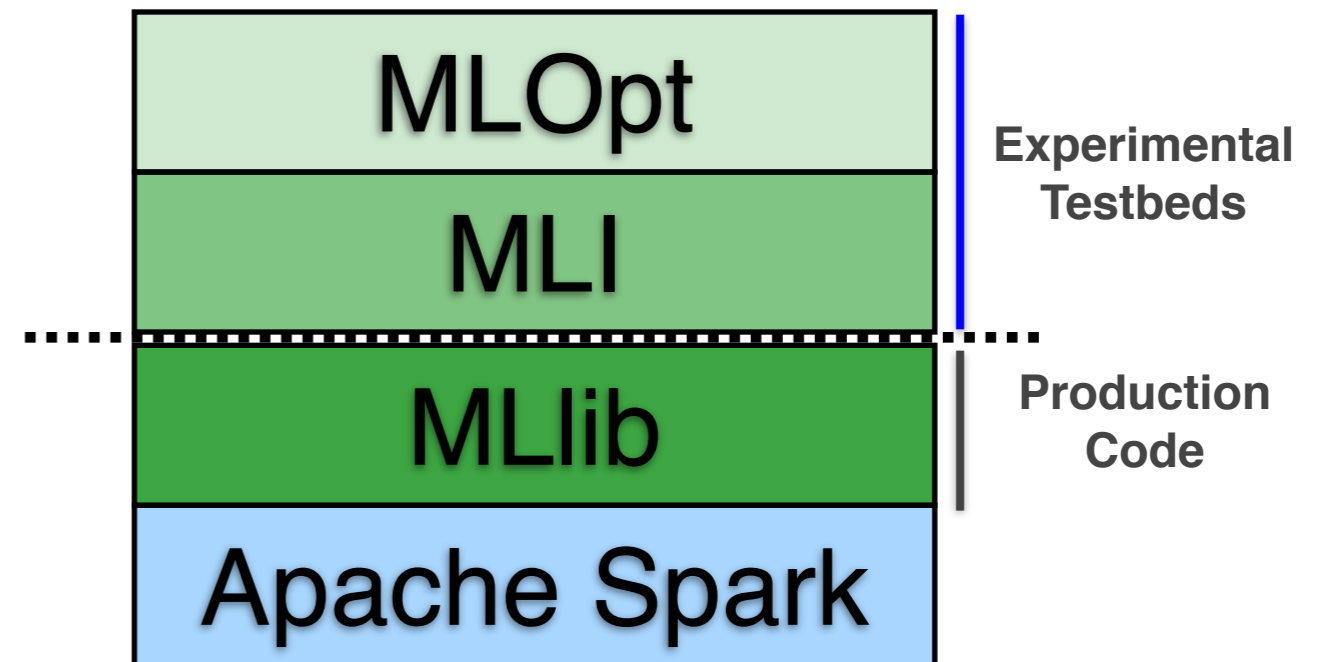 MLOpt
Experimental
Testbeds
MLI
MLlib
Production
Code
Apache Spark